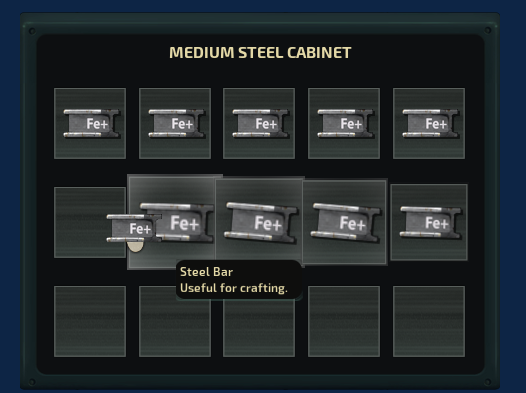 MEDIUM STEEL CABINET
Fe+ Fe+ Fe+ Fe+ Fe+
Fe+ Fe+ Fe+ Fe+ Fe+
Steel Bar
Useful for crafting.